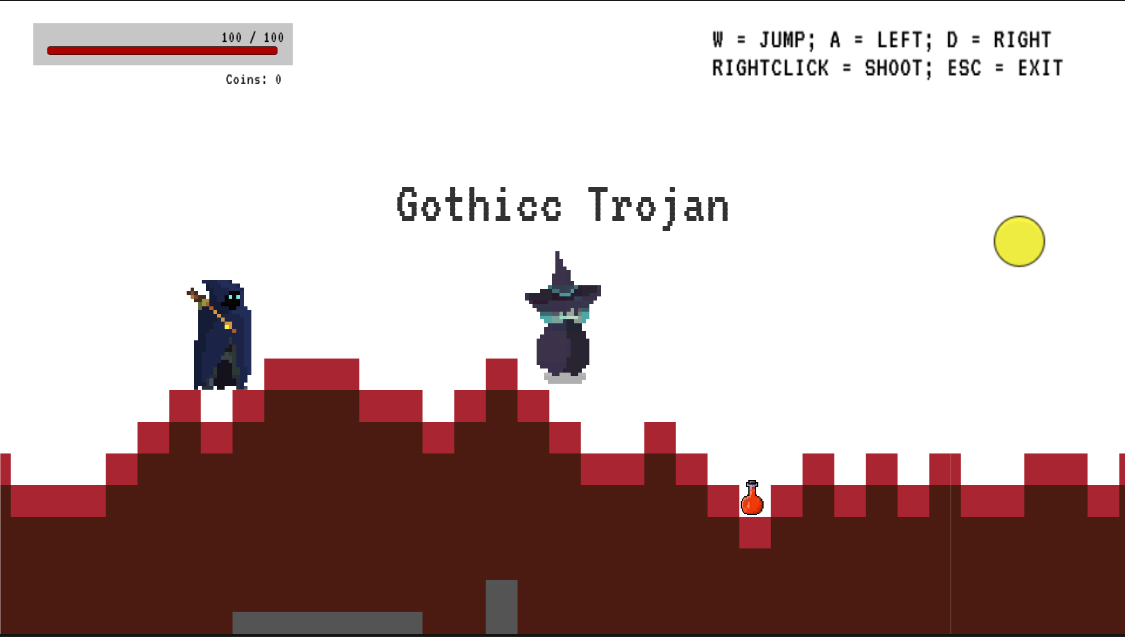 100 / 100
Coins: 0
W = JUMP; A = LEFT; D = RIGHT
RIGHTCLICK = SHOOT; ESC = EXIT
Gothicc Trojan